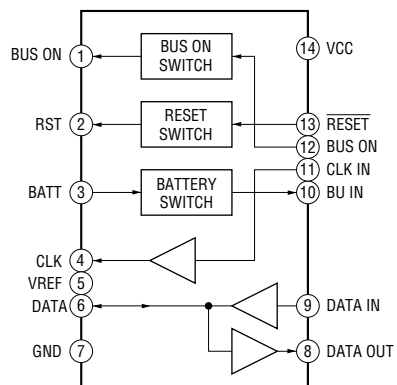 BUS ON 1
BUS ON
SWITCH
14 VCC
RST 2
RESET
SWITCH
13 RESET
12 BUS ON
11 CLK IN
BATT 3
BATTERY
SWITCH
10 BU IN
CLK 4
VREF 5
DATA 6
9 DATA IN
GND 7
8 DATA OUT